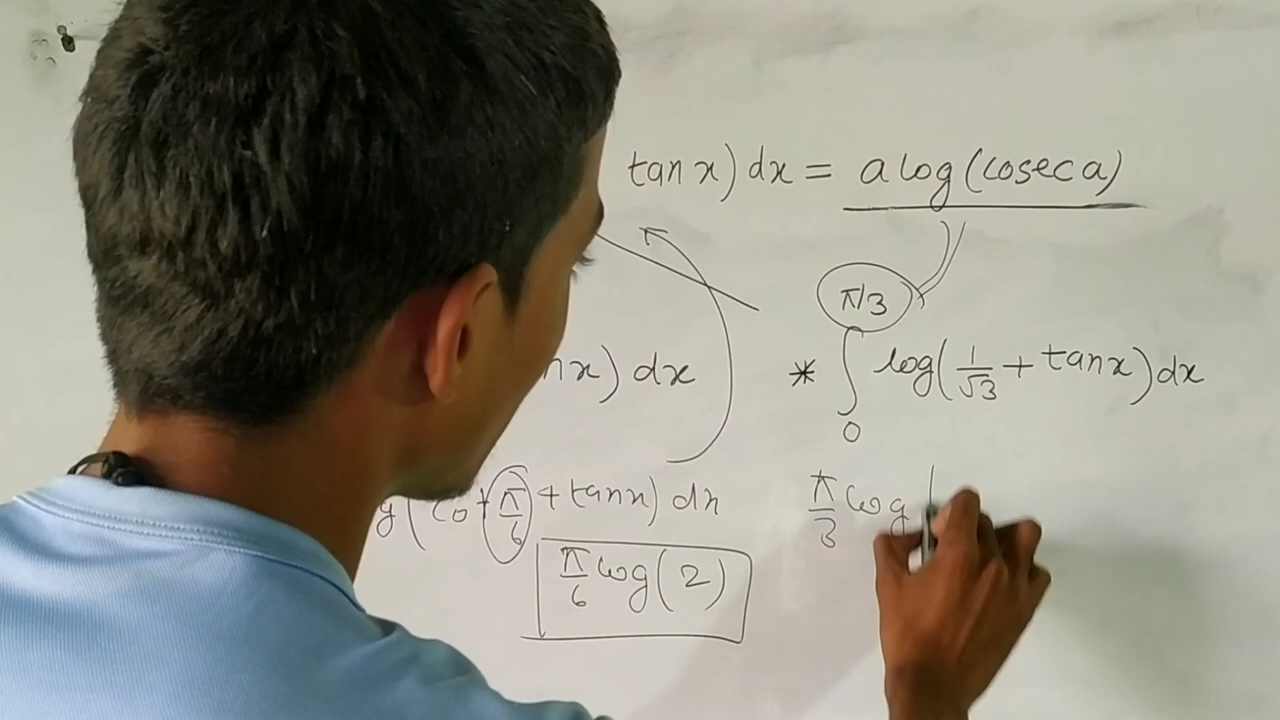 tan x) dx = a log (cosec a)
π/3
nx) dx
* ∫ log( 1/√3 + tan x) dx
0
g( cot π/6 + tan x) dx
π/3 log
π/6 log(2)